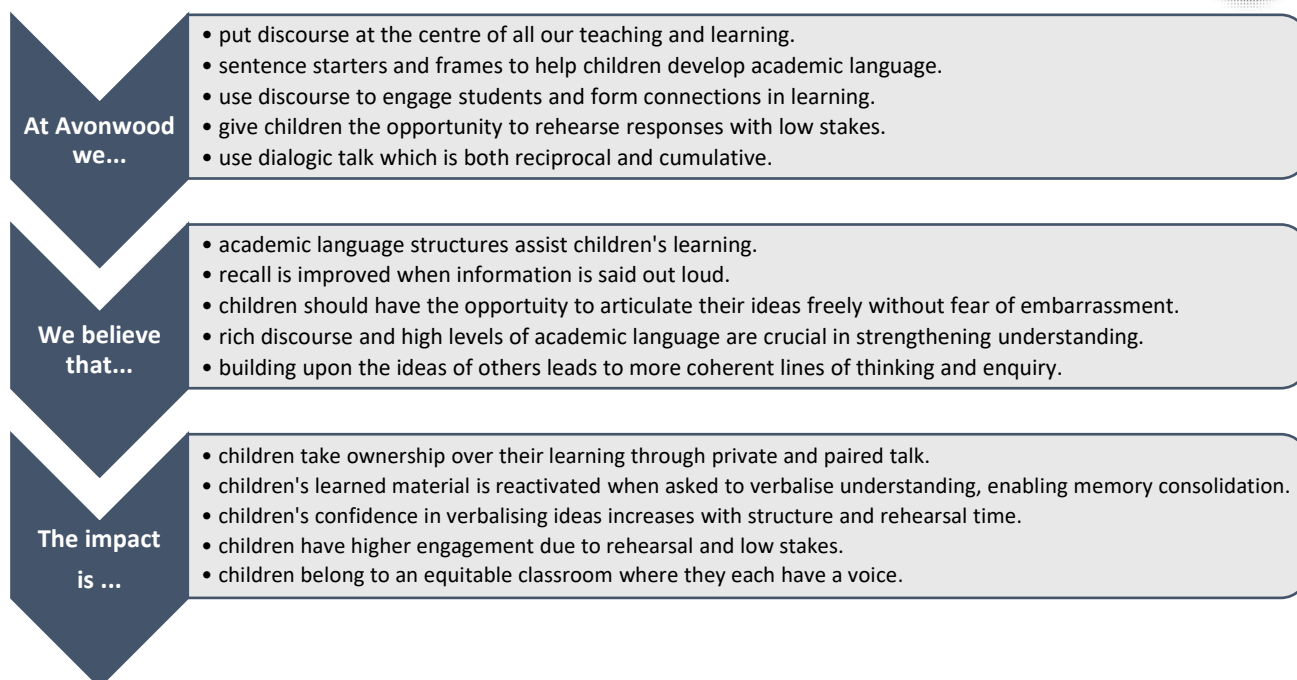 At Avonwood
we...
• put discourse at the centre of all our teaching and learning.
• sentence starters and frames to help children develop academic language.
• use discourse to engage students and form connections in learning.
• give children the opportunity to rehearse responses with low stakes.
• use dialogic talk which is both reciprocal and cumulative.
We believe
that...
• academic language structures assist children's learning.
• recall is improved when information is said out loud.
• children should have the opportuity to articulate their ideas freely without fear of embarrassment.
• rich discourse and high levels of academic language are crucial in strengthening understanding.
• building upon the ideas of others leads to more coherent lines of thinking and enquiry.
The impact
is ...
• children take ownership over their learning through private and paired talk.
• children's learned material is reactivated when asked to verbalise understanding, enabling memory consolidation.
• children's confidence in verbalising ideas increases with structure and rehearsal time.
• children have higher engagement due to rehearsal and low stakes.
• children belong to an equitable classroom where they each have a voice.